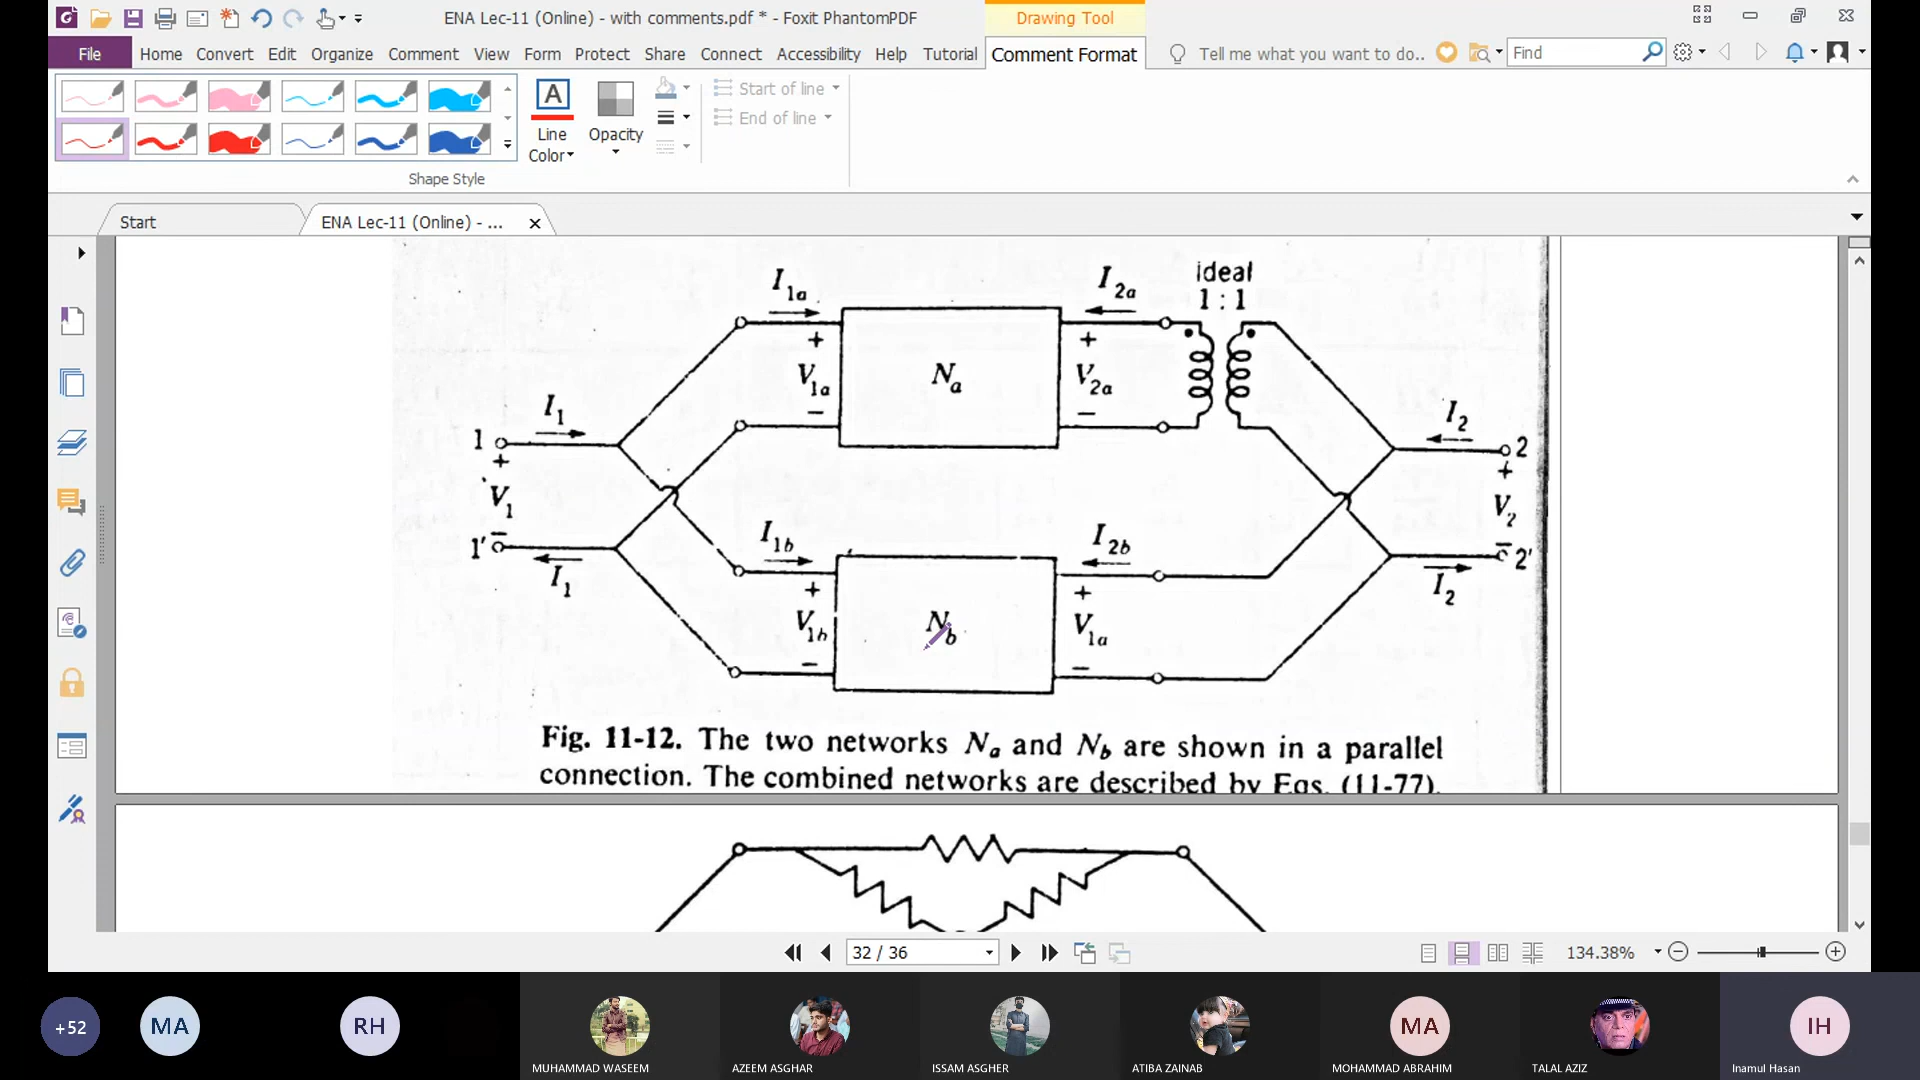 ENA Lec-11 (Online) - with comments.pdf * - Foxit PhantomPDF
Drawing Tool
File Home Convert Edit Organize Comment View Form Protect Share Connect Accessibility Help Tutorial Comment Format Tell me what you want to do.. Find
A
Line
Color
Opacity
Start of line
End of line
Shape Style
Start
ENA Lec-11 (Online) - ...
I1a I2a ideal
1 : 1
+ +
V1a Na V2a
- -
I1 I2
1 2
+ +
V1 V2
- -
1' 2'
I1 I2
I1b I2b
+ +
V1b Nb V1a
- -
Fig. 11-12. The two networks Na and Nb are shown in a parallel
connection. The combined networks are described by Eqs. (11-77).
32 / 36
134.38%
+52 MA RH MA IH
MUHAMMAD WASEEM AZEEM ASGHAR ISSAM ASGHER ATIBA ZAINAB MOHAMMAD ABRAHIM TALAL AZIZ Inamul Hasan